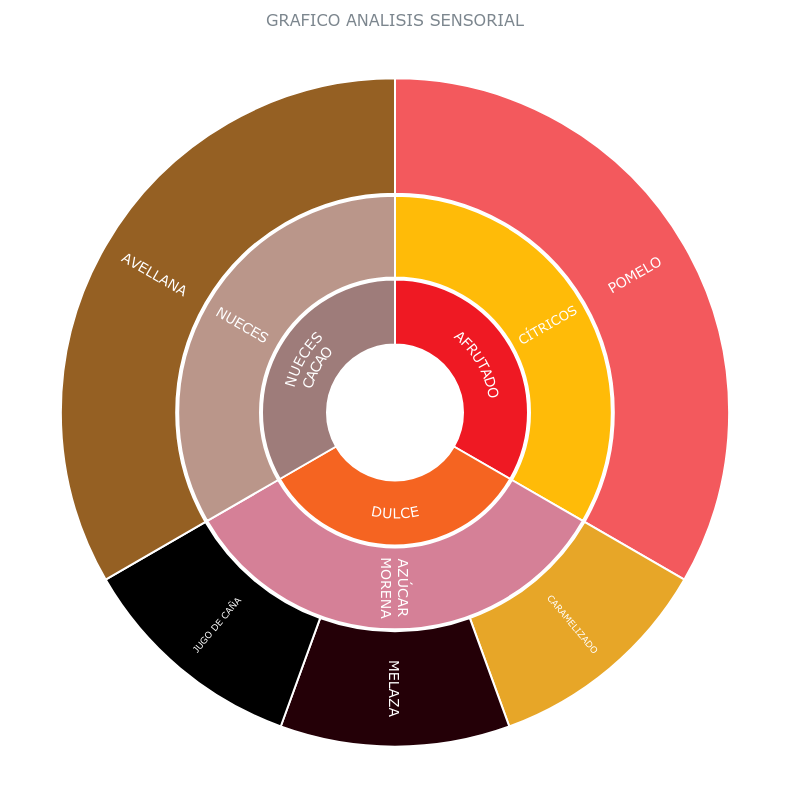 GRAFICO ANALISIS SENSORIAL
AFRUTADO
CÍTRICOS
POMELO
DULCE
AZÚCAR
MORENA
CARAMELIZADO
MELAZA
JUGO DE CAÑA
NUECES
CACAO
NUECES
AVELLANA